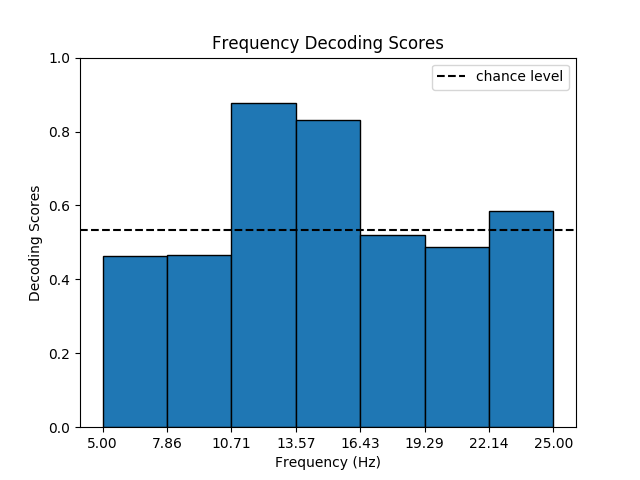 Frequency Decoding Scores
1.0
chance level
0.8
0.6
Decoding Scores
0.4
0.2
0.0
5.00 7.86 10.71 13.57 16.43 19.29 22.14 25.00
Frequency (Hz)